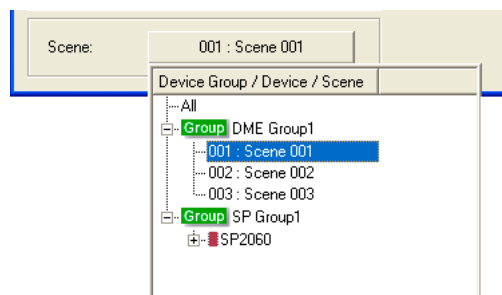 Scene: 001 : Scene 001
Device Group / Device / Scene
All
Group DME Group1
001 : Scene 001
002 : Scene 002
003 : Scene 003
Group SP Group1
SP2060